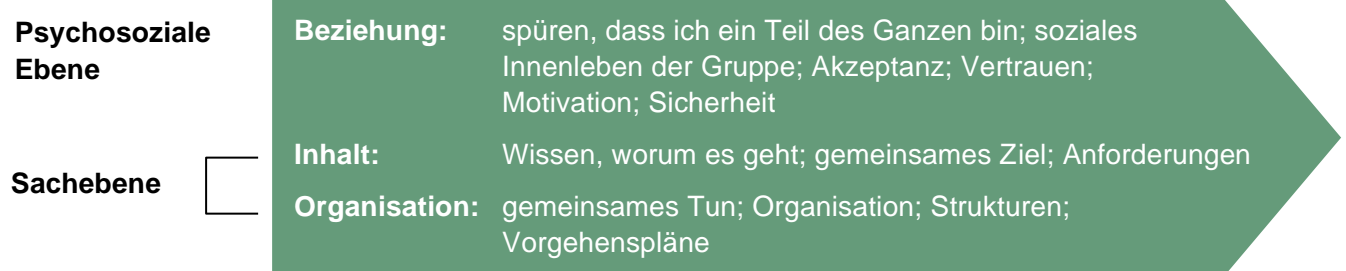 Psychosoziale
Ebene
Beziehung: spüren, dass ich ein Teil des Ganzen bin; soziales
Innenleben der Gruppe; Akzeptanz; Vertrauen;
Motivation; Sicherheit
Sachebene
Inhalt: Wissen, worum es geht; gemeinsames Ziel; Anforderungen
Organisation: gemeinsames Tun; Organisation; Strukturen;
Vorgehenspläne